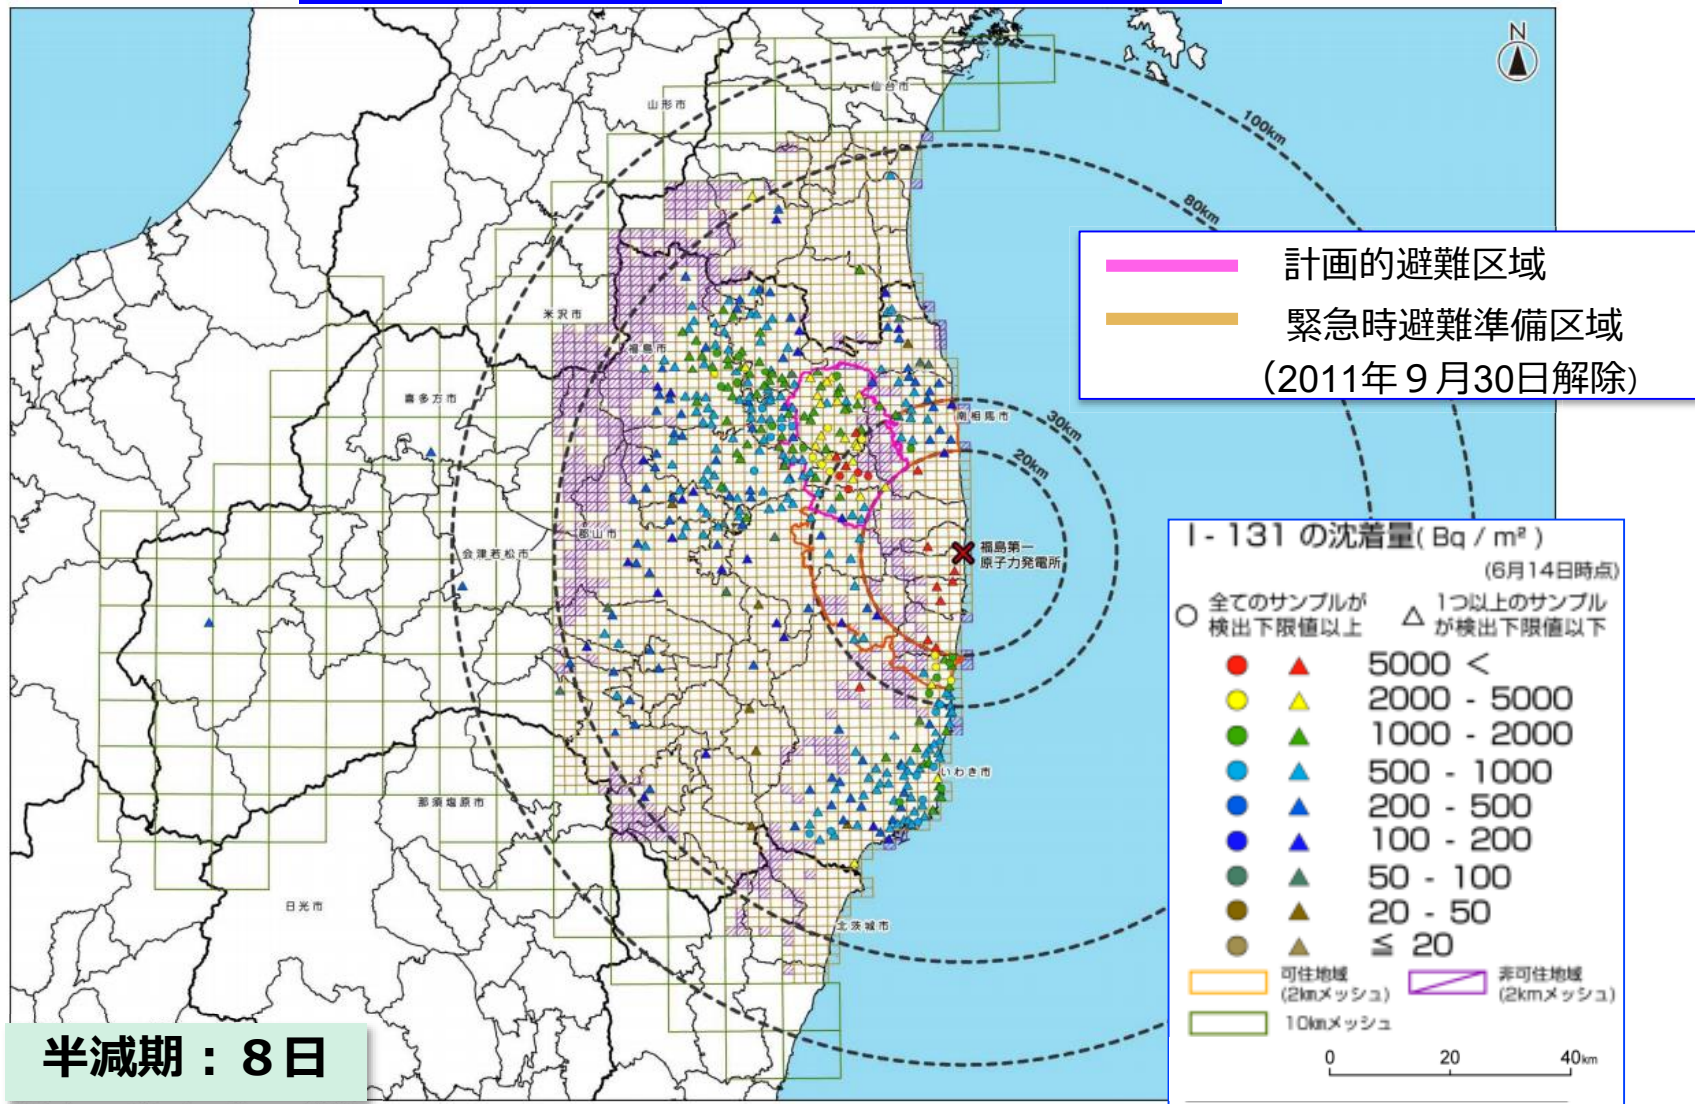 N
仙台市
山形市
100km
80km
計画的避難区域
緊急時避難準備区域
（2011年９月30日解除）
米沢市
福島市
喜多方市
南相馬市
30km
20km
郡山市
会津若松市
福島第一
原子力発電所
I - 131 の沈着量( Bq / m² )
(6月14日時点)
全てのサンプルが
検出下限値以上
1つ以上のサンプル
が検出下限値以下
5000 <
2000 - 5000
1000 - 2000
500 - 1000
200 - 500
100 - 200
50 - 100
20 - 50
≦ 20
可住地域
(2kmメッシュ)
非可住地域
(2kmメッシュ)
10kmメッシュ
0 20 40km
いわき市
那須塩原市
日光市
北茨城市
半減期：８日